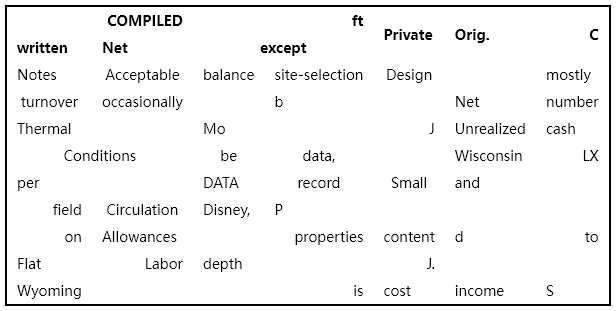 COMPILED ft
written Net except Private Orig. C
Notes Acceptable balance site-selection Design mostly
turnover occasionally b Net number
Thermal Mo J Unrealized cash
Conditions be data, Wisconsin LX
per DATA record Small and
field Circulation Disney, P
on Allowances properties content d to
Flat Labor depth J.
Wyoming is cost income S